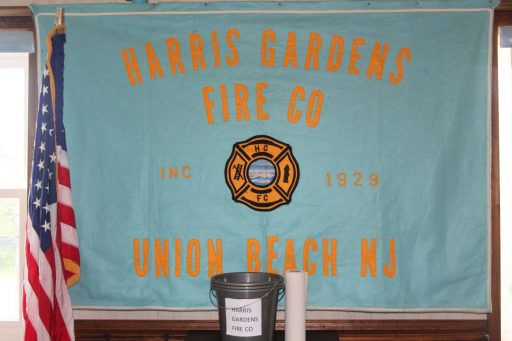 HARRIS GARDENS
FIRE CO
HG
INC
1929
FC
UNION BEACH NJ
HARRIS
GARDENS
FIRE CO